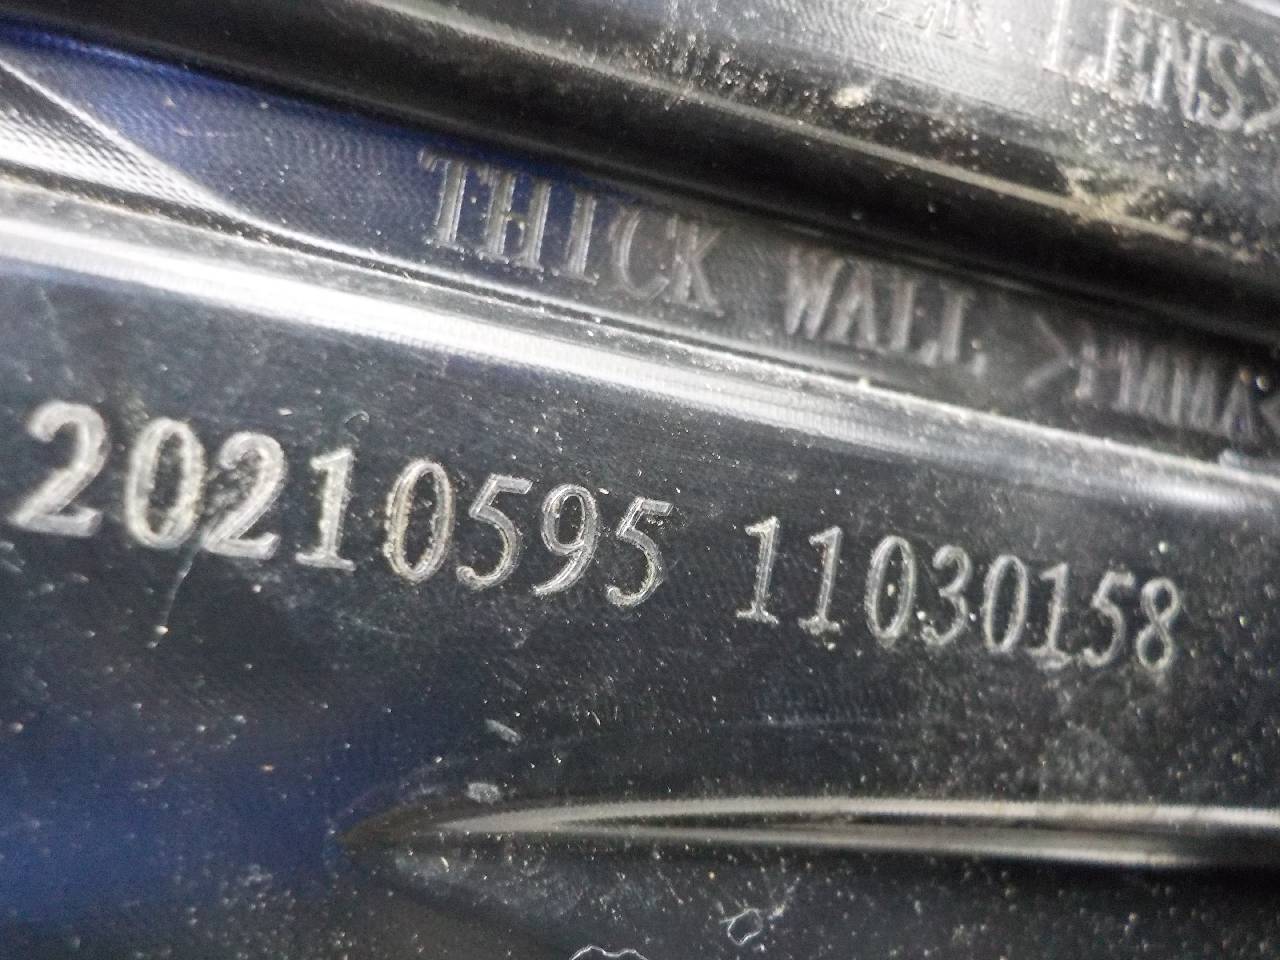 LENS>
THICK WALL >PMMA<
20210595 11030158